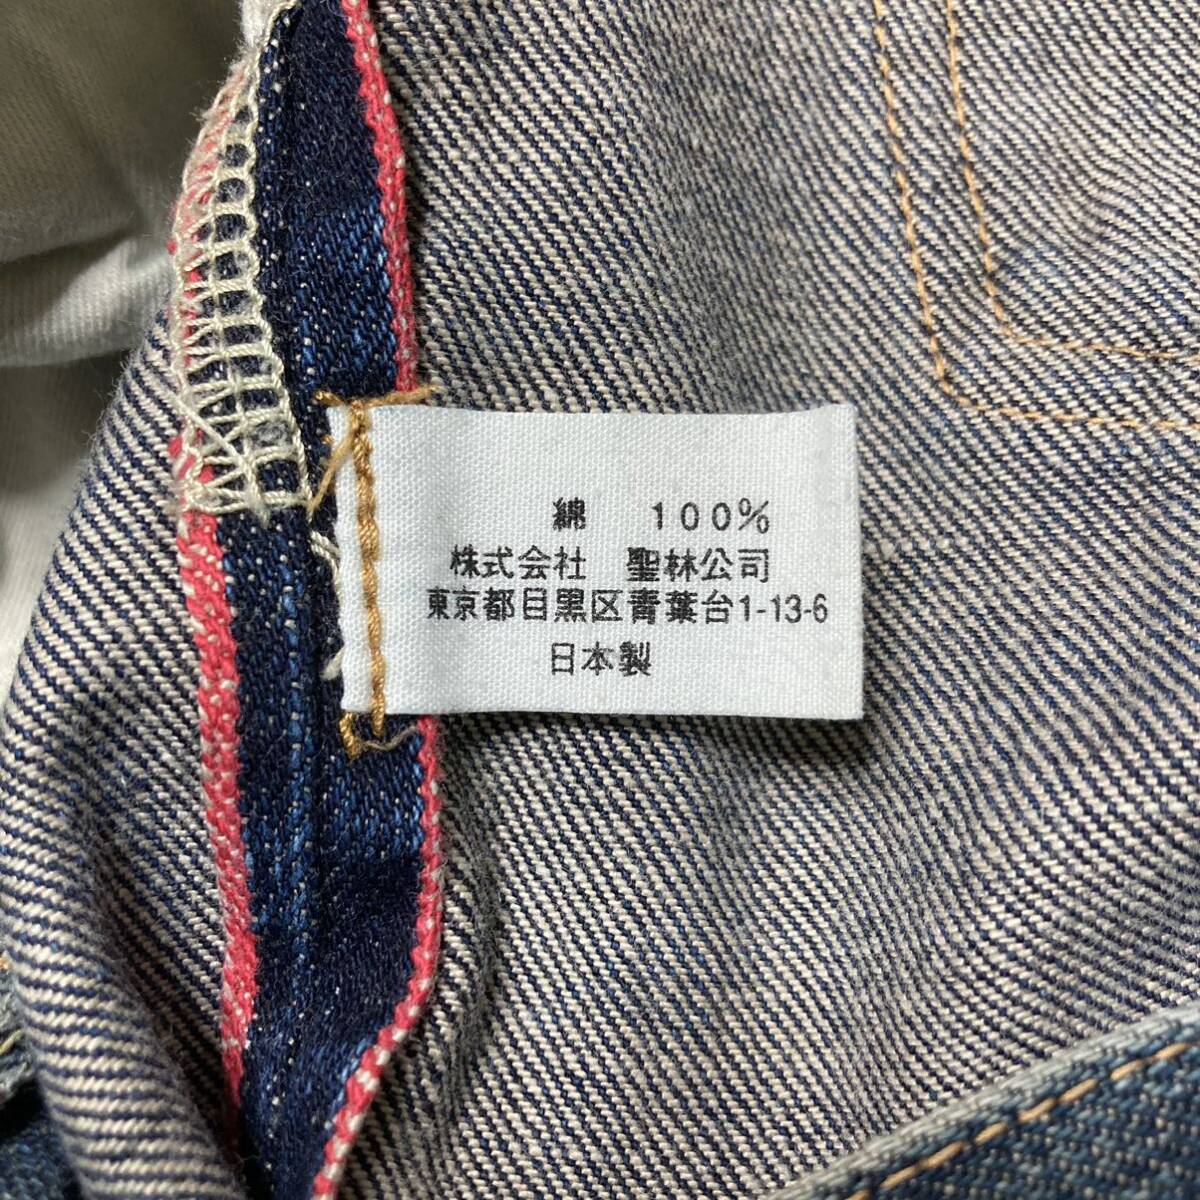 綿 100%
株式会社 聖林公司
東京都目黒区青葉台1-13-6
日本製